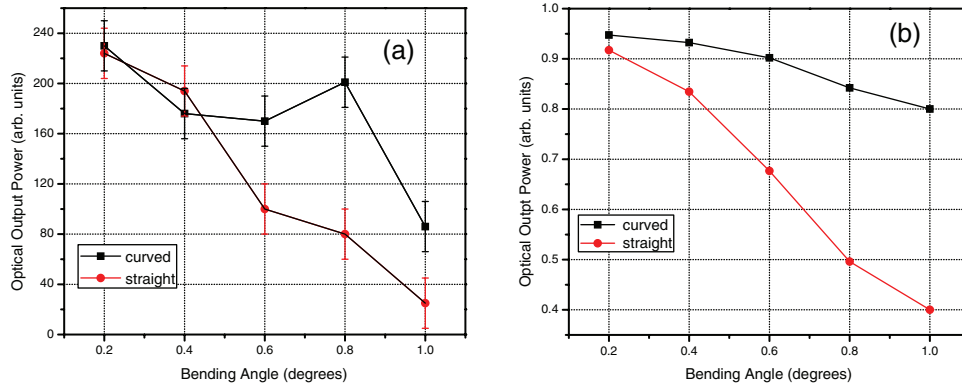 (a)
Optical Output Power (arb. units)
240
200
160
120
80
40
0
curved
straight
0.2 0.4 0.6 0.8 1.0
Bending Angle (degrees)
(b)
Optical Outpt Power (arb. units)
1.0
0.9
0.8
0.7
0.6
0.5
0.4
curved
straight
0.2 0.4 0.6 0.8 1.0
Bending Angle (degrees)